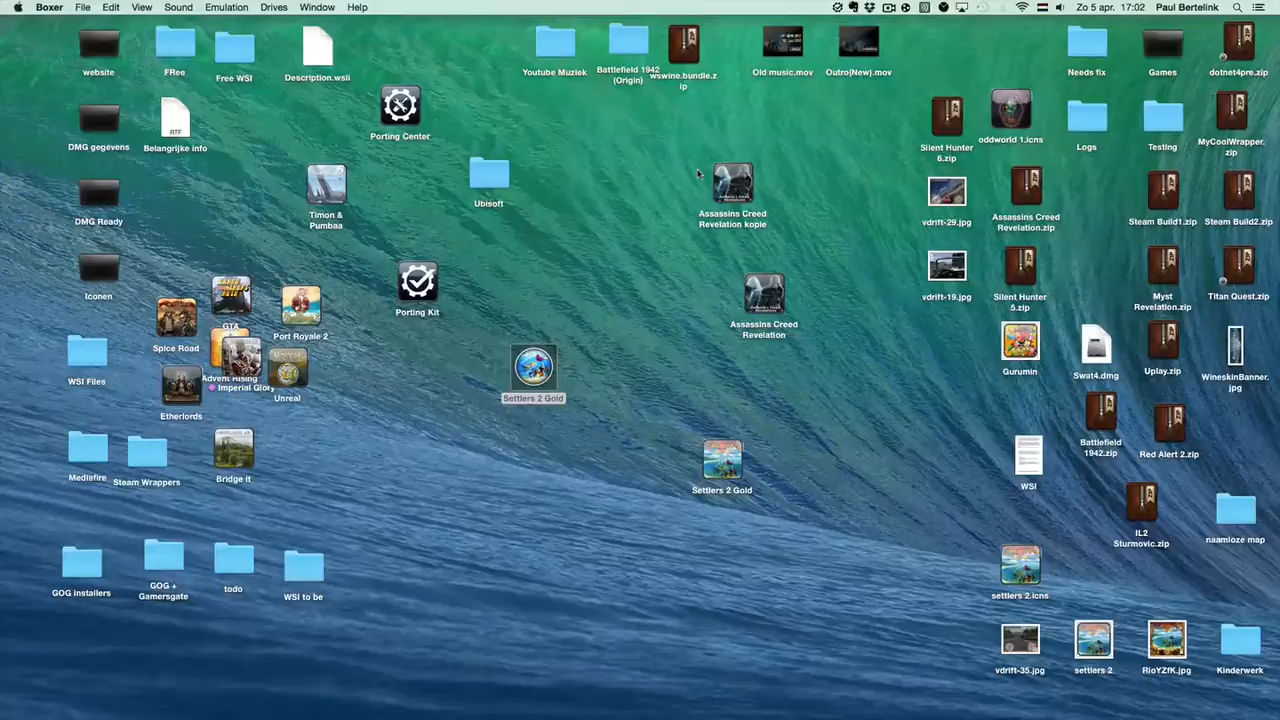 Boxer File Edit View Sound Emulation Drives Window Help Zo 5 apr. 17:02 Paul Bertelink
website
FRee
Free WSI
Description.wsii
Youtube Muziek
Battlefield 1942
(Origin)
wswine.bundle.z
ip
Old music.mov
Outro(New).mov
Needs fix
Games
dotnet4pre.zip
DMG gegevens
RTF
Belangrijke info
Porting Center
Silent Hunter
6.zip
oddworld 1.icns
Logs
Testing
MyCoolWrapper.
zip
DMG Ready
Timon &
Pumbaa
Ubisoft
Assassins Creed
Revelation kopie
vdrift-29.jpg
Assassins Creed
Revelation.zip
Steam Build1.zip
Steam Build2.zip
Iconen
GTA
Port Royale 2
Porting Kit
Assassins Creed
Revelation
vdrift-19.jpg
Silent Hunter
5.zip
Myst
Revelation.zip
Titan Quest.zip
Spice Road
WSI Files
Advent Rising
Imperial Glory
Unreal
Etherlords
Settlers 2 Gold
Gurumin
Swat4.dmg
Uplay.zip
WineskinBanner.
jpg
Mediafire
Steam Wrappers
Bridge it
Settlers 2 Gold
WSI
Battlefield
1942.zip
Red Alert 2.zip
IL2
Sturmovic.zip
naamloze map
GOG installers
GOG +
Gamersgate
todo
WSI to be
settlers 2.icns
vdrift-35.jpg
settlers 2
RIoYZfK.jpg
Kinderwerk